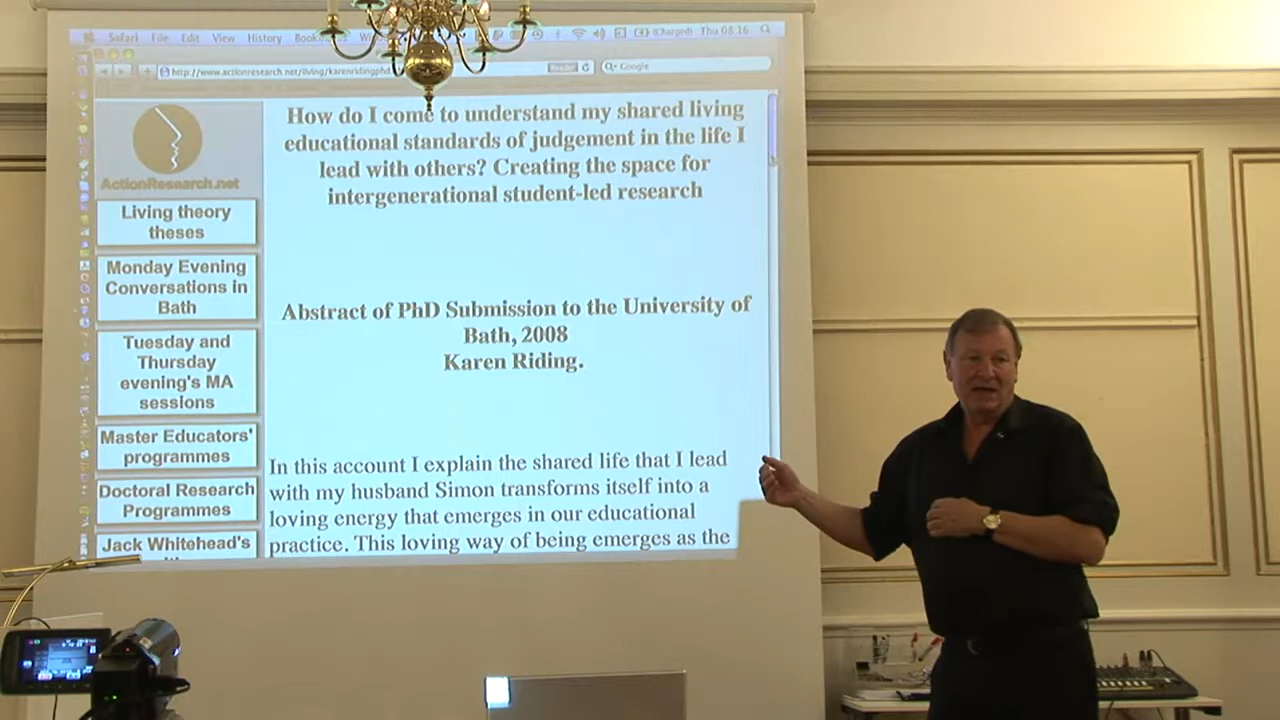 Safari File Edit View History (Charged) Thu 08:16
http://www.actionresearch.net/living/karenridingphd Reader Google
ActionResearch.net
Living theory
theses
Monday Evening
Conversations in
Bath
Tuesday and
Thursday
evening's MA
sessions
Master Educators'
programmes
Doctoral Research
Programmes
Jack Whitehead's
How do I come to understand my shared living
educational standards of judgement in the life I
lead with others? Creating the space for
intergenerational student-led research
Abstract of PhD Submission to the University of
Bath, 2008
Karen Riding.
In this account I explain the shared life that I lead
with my husband Simon transforms itself into a
loving energy that emerges in our educational
practice. This loving way of being emerges as the